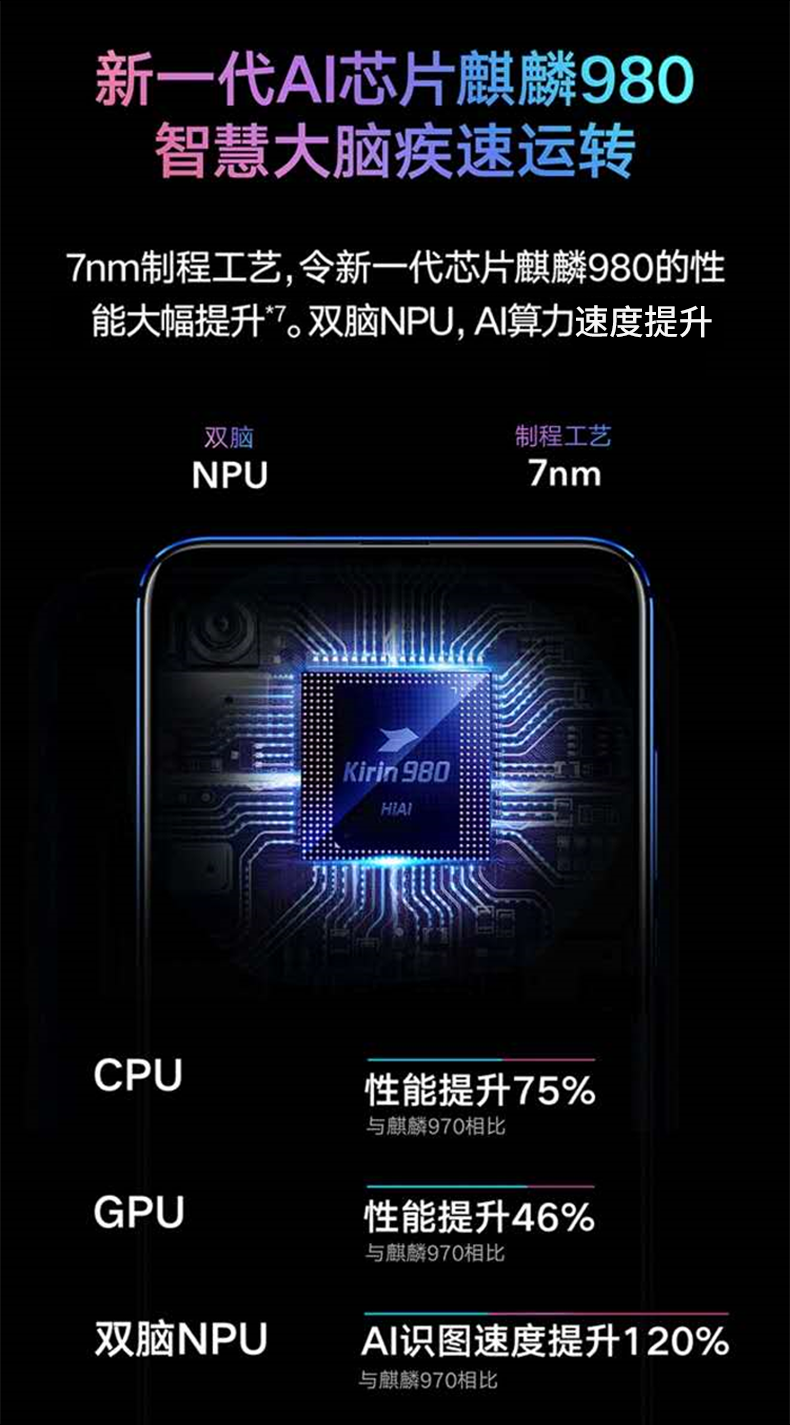 新一代AI芯片麒麟980
智慧大脑疾速运转
7nm制程工艺,令新一代芯片麒麟980的性
能大幅提升*7。双脑NPU, AI算力速度提升
双脑
NPU
制程工艺
7nm
Kirin 980
HiAI
CPU
性能提升75%
与麒麟970相比
GPU
性能提升46%
与麒麟970相比
双脑NPU
AI识图速度提升120%
与麒麟970相比